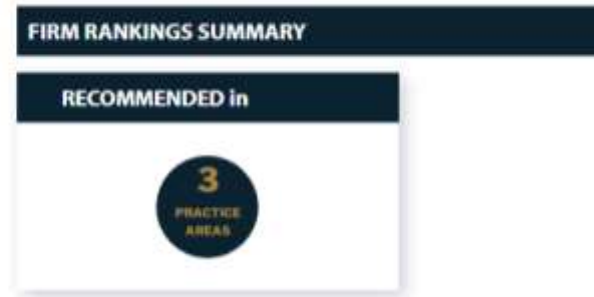 FIRM RANKINGS SUMMARY
RECOMMENDED in
3
PRACTICE
AREAS